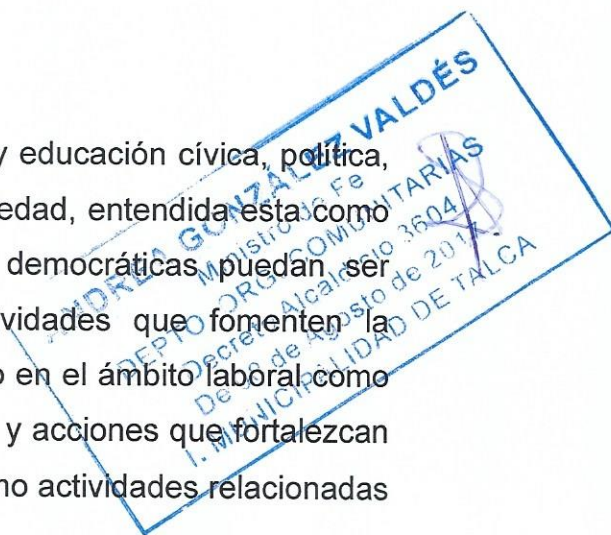 y educación cívica, política,
edad, entendida esta como
democráticas puedan ser
vidades que fomenten la
o en el ámbito laboral como
y acciones que fortalezcan
no actividades relacionadas
ANDREA GONZÁLEZ VALDÉS
Ministro de Fe
DEPTO. ORG. COMUNITARIAS
Decreto Alcaldicio 3604
De de Agosto de
I. MUNICIPALIDAD DE TALCA